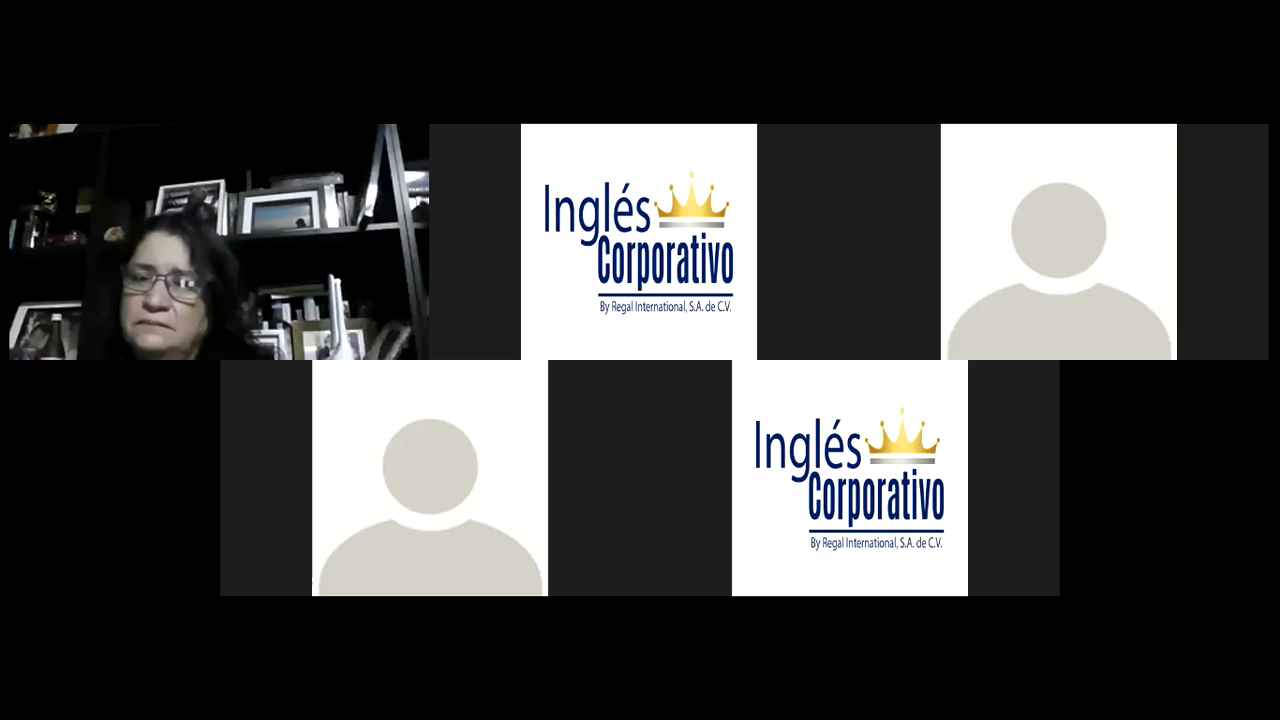 Inglés
Corporativo
By Regal International, S.A. de C.V.
Inglés
Corporativo
By Regal International, S.A. de C.V.